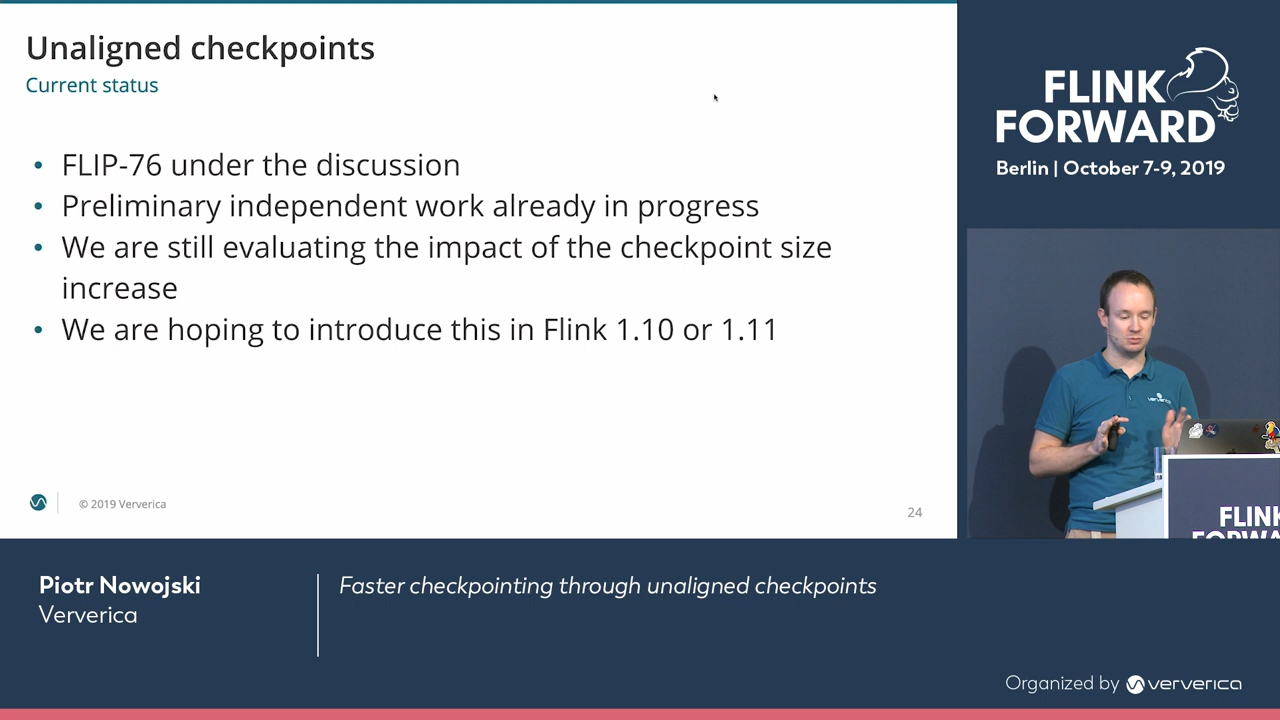 Unaligned checkpoints
Current status
• FLIP-76 under the discussion
• Preliminary independent work already in progress
• We are still evaluating the impact of the checkpoint size
increase
• We are hoping to introduce this in Flink 1.10 or 1.11
© 2019 Ververica
24
FLINK
FORWARD
Berlin | October 7-9, 2019
ververica
FLINK
FORWA
Piotr Nowojski
Ververica
Faster checkpointing through unaligned checkpoints
Organized by ververica